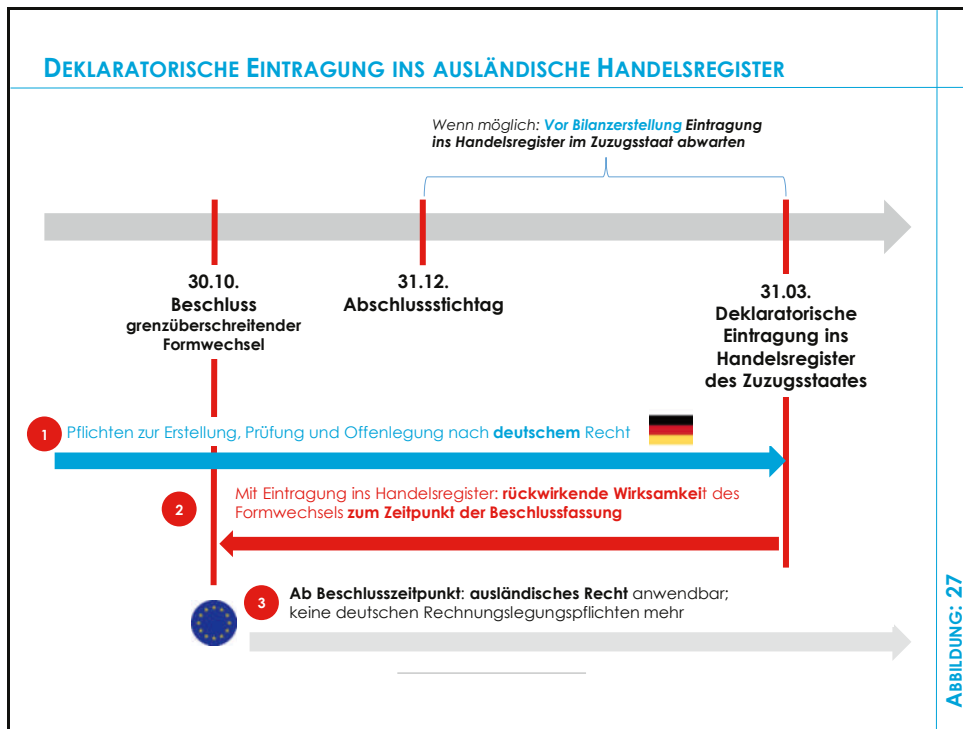 DEKLARATORISCHE EINTRAGUNG INS AUSLÄNDISCHE HANDELSREGISTER
Wenn möglich: Vor Bilanzerstellung Eintragung
ins Handelsregister im Zuzugsstaat abwarten
30.10.
Beschluss
grenzüberschreitender
Formwechsel
31.12.
Abschlussstichtag
31.03.
Deklaratorische
Eintragung ins
Handelsregister
des Zuzugsstaates
1 Pflichten zur Erstellung, Prüfung und Offenlegung nach deutschem Recht
2
Mit Eintragung ins Handelsregister: rückwirkende Wirksamkeit des
Formwechsels zum Zeitpunkt der Beschlussfassung
3
Ab Beschlusszeitpunkt: ausländisches Recht anwendbar;
keine deutschen Rechnungslegungspflichten mehr
ABBILDUNG: 27